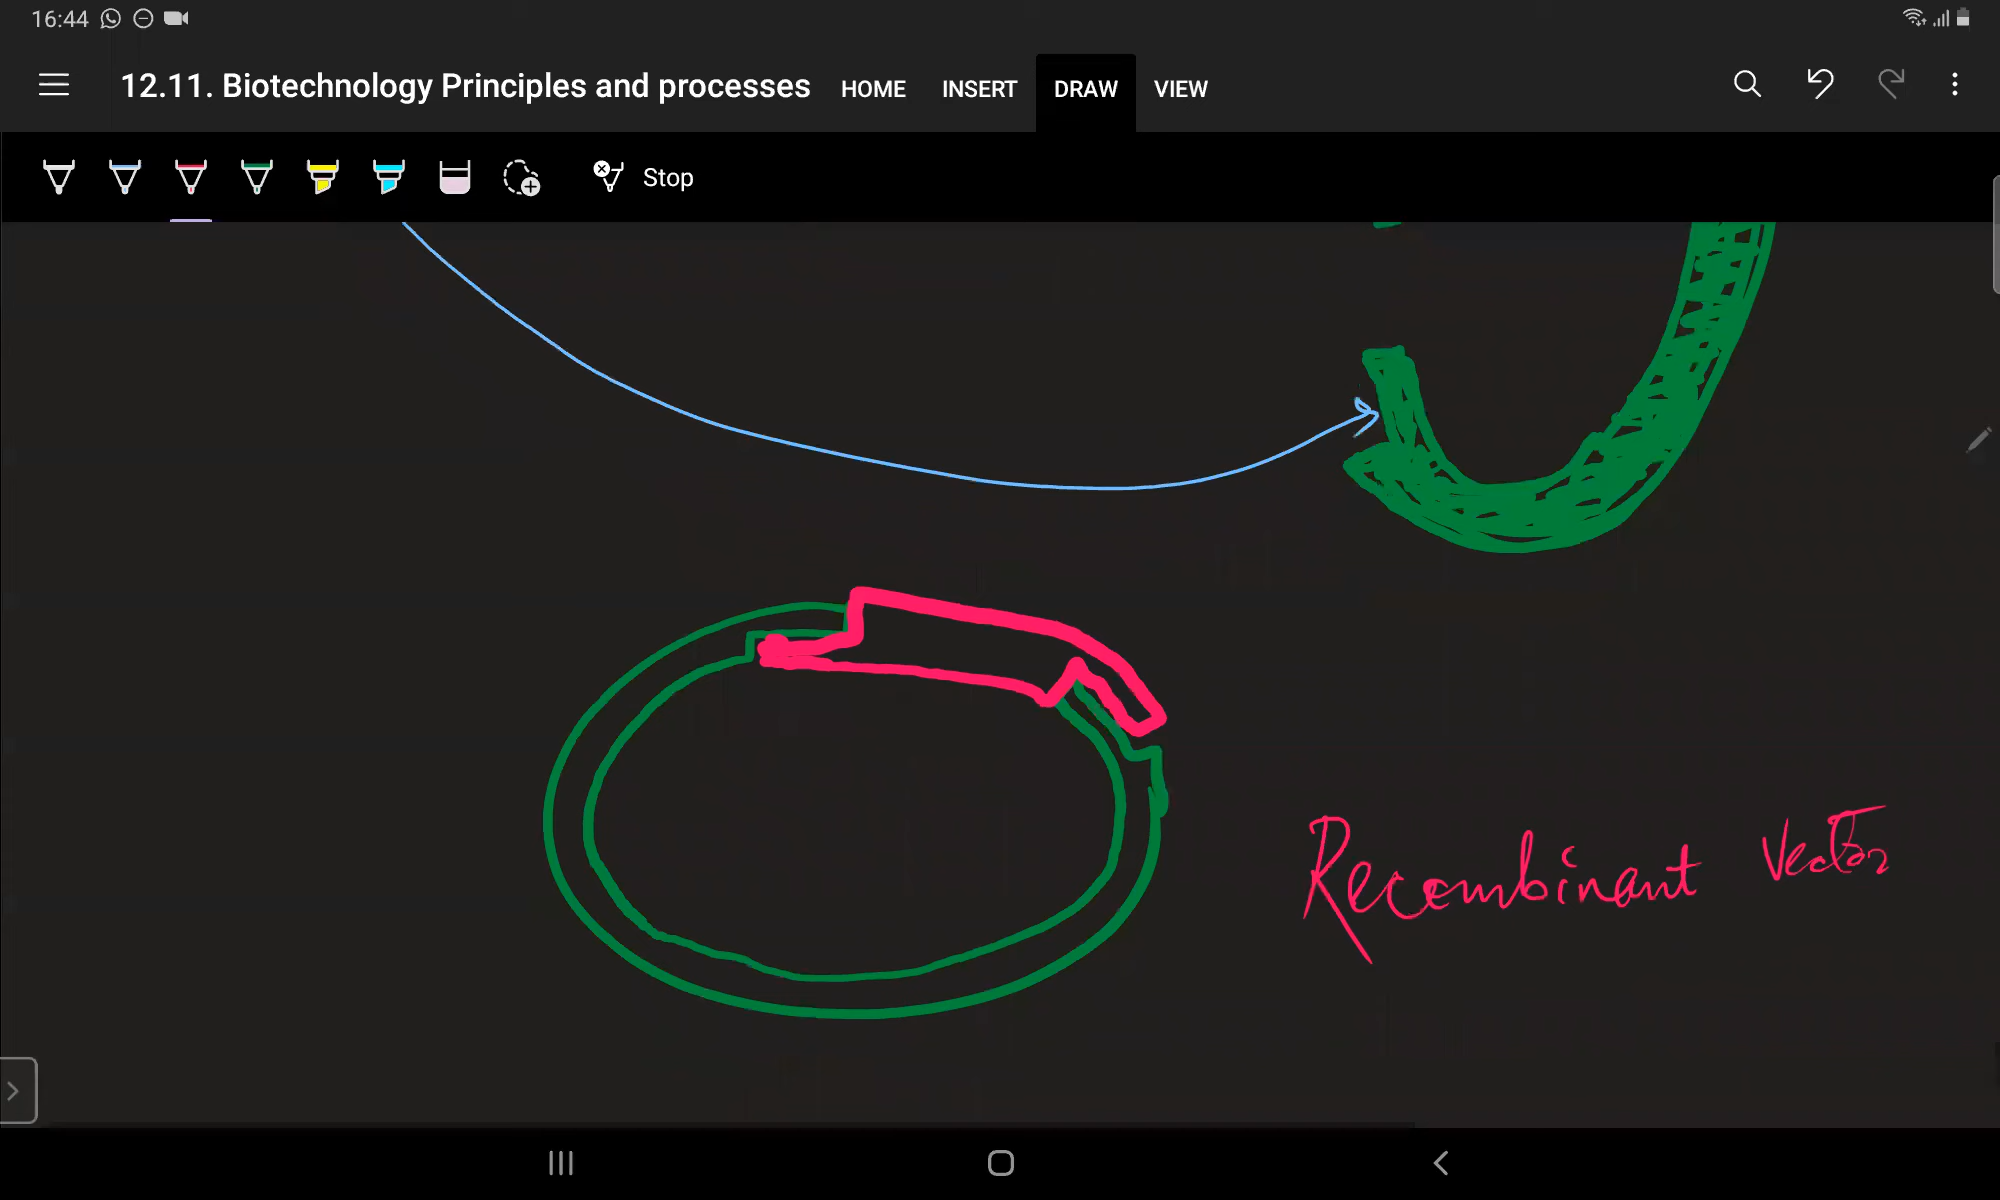 16:44
12.11. Biotechnology Principles and processes HOME INSERT DRAW VIEW
Stop
Recombinant Vector